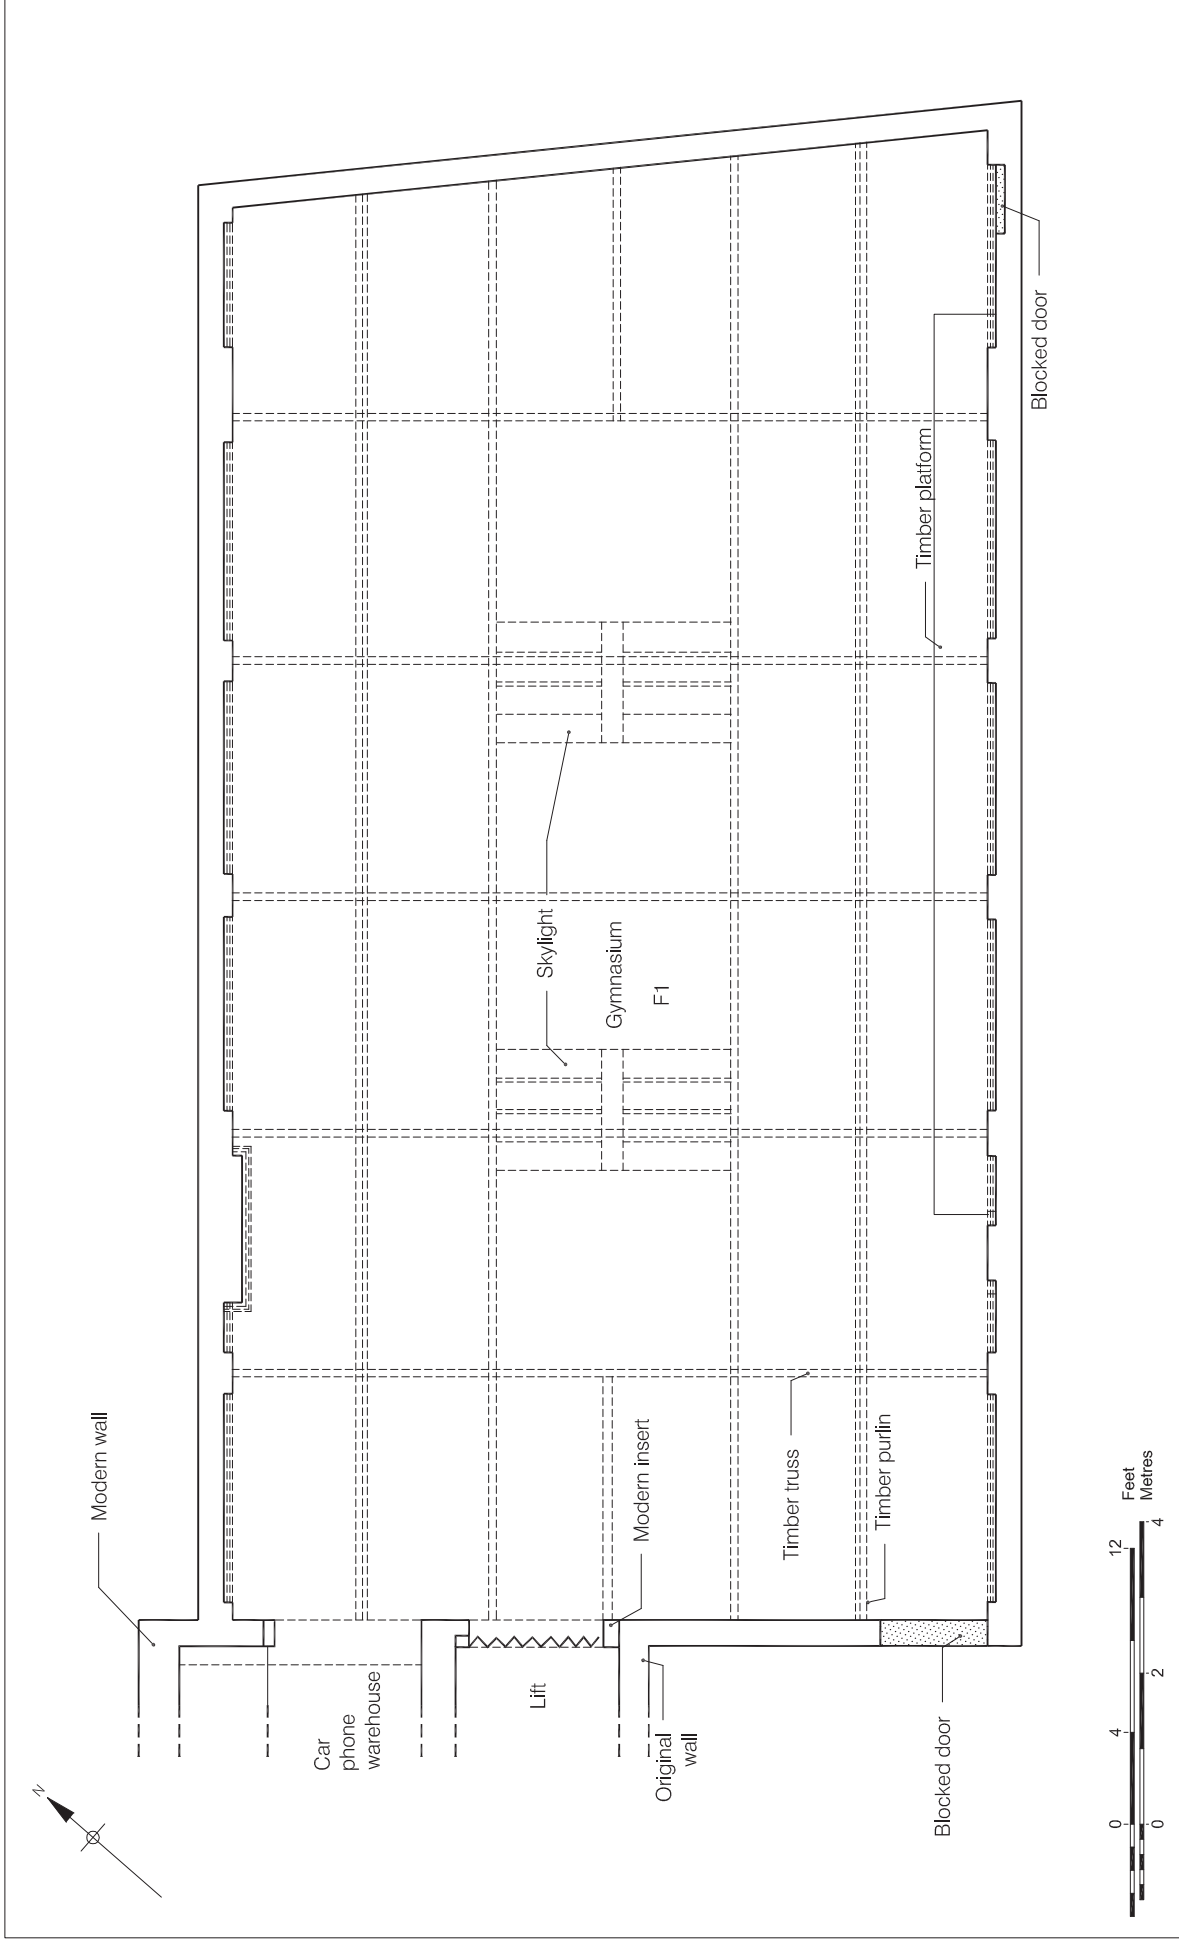 Modern wall
Car
phone
warehouse
Lift
Original
wall
Modern insert
Timber truss
Timber purlin
Blocked door
Skylight
Gymnasium
F1
Timber platform
Blocked door
N
0 4 12 Feet
0 2 4 Metres